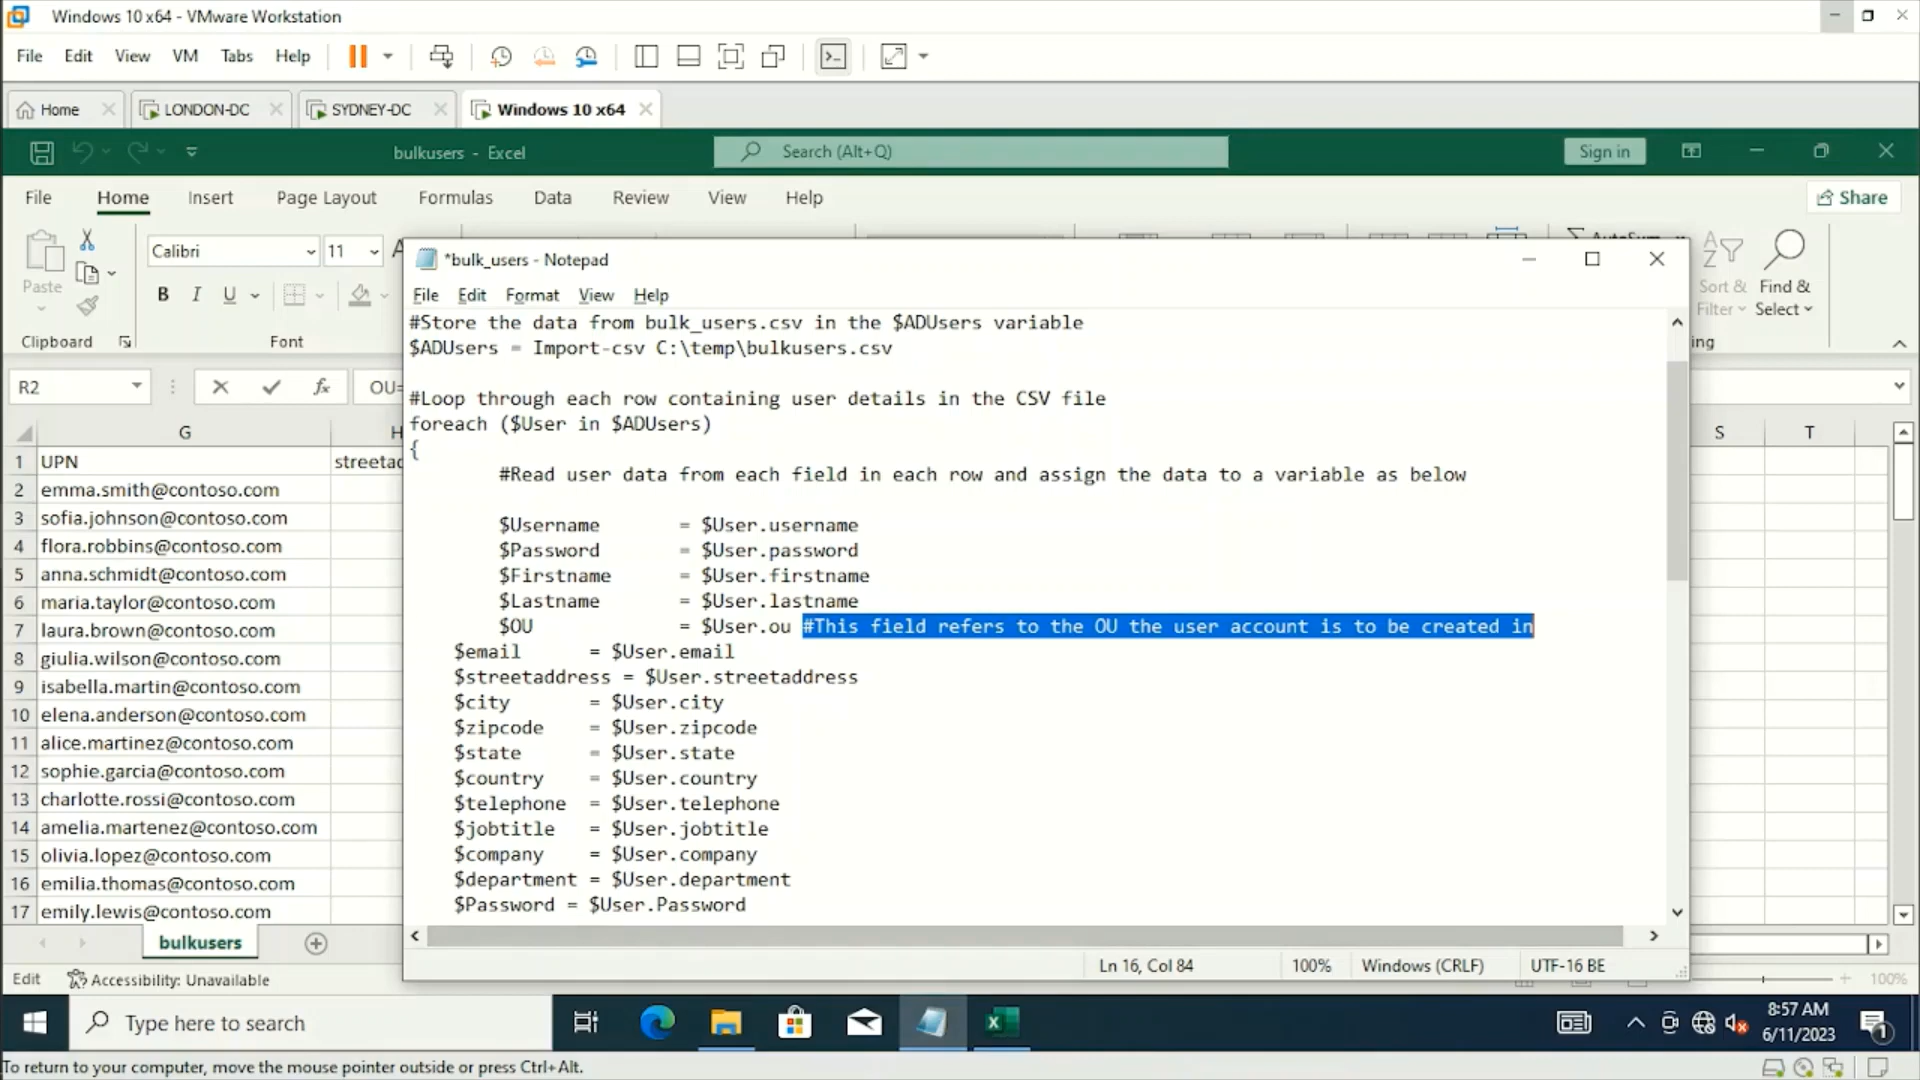 Windows 10 x64 - VMware Workstation
File Edit View VM Tabs Help
Home LONDON-DC SYDNEY-DC Windows 10 x64
bulkusers - Excel Search (Alt+Q) Sign in
File Home Insert Page Layout Formulas Data Review View Help Share
Calibri 11
Paste B I U Sort & Find &
Filter Select
Clipboard Font
R2 fx OU=
G S T
1 UPN
2 emma.smith@contoso.com
3 sofia.johnson@contoso.com
4 flora.robbins@contoso.com
5 anna.schmidt@contoso.com
6 maria.taylor@contoso.com
7 laura.brown@contoso.com
8 giulia.wilson@contoso.com
9 isabella.martin@contoso.com
10 elena.anderson@contoso.com
11 alice.martinez@contoso.com
12 sophie.garcia@contoso.com
13 charlotte.rossi@contoso.com
14 amelia.martenez@contoso.com
15 olivia.lopez@contoso.com
16 emilia.thomas@contoso.com
17 emily.lewis@contoso.com
bulkusers
Edit Accessibility: Unavailable 100%
*bulk_users - Notepad
File Edit Format View Help
#Store the data from bulk_users.csv in the $ADUsers variable
$ADUsers = Import-csv C:\temp\bulkusers.csv
#Loop through each row containing user details in the CSV file
foreach ($User in $ADUsers)
{
#Read user data from each field in each row and assign the data to a variable as below
$Username = $User.username
$Password = $User.password
$Firstname = $User.firstname
$Lastname = $User.lastname
$OU = $User.ou #This field refers to the OU the user account is to be created in
$email = $User.email
$streetaddress = $User.streetaddress
$city = $User.city
$zipcode = $User.zipcode
$state = $User.state
$country = $User.country
$telephone = $User.telephone
$jobtitle = $User.jobtitle
$company = $User.company
$department = $User.department
$Password = $User.Password
Ln 16, Col 84 100% Windows (CRLF) UTF-16 BE
Type here to search
8:57 AM
6/11/2023
1
To return to your computer, move the mouse pointer outside or press Ctrl+Alt.